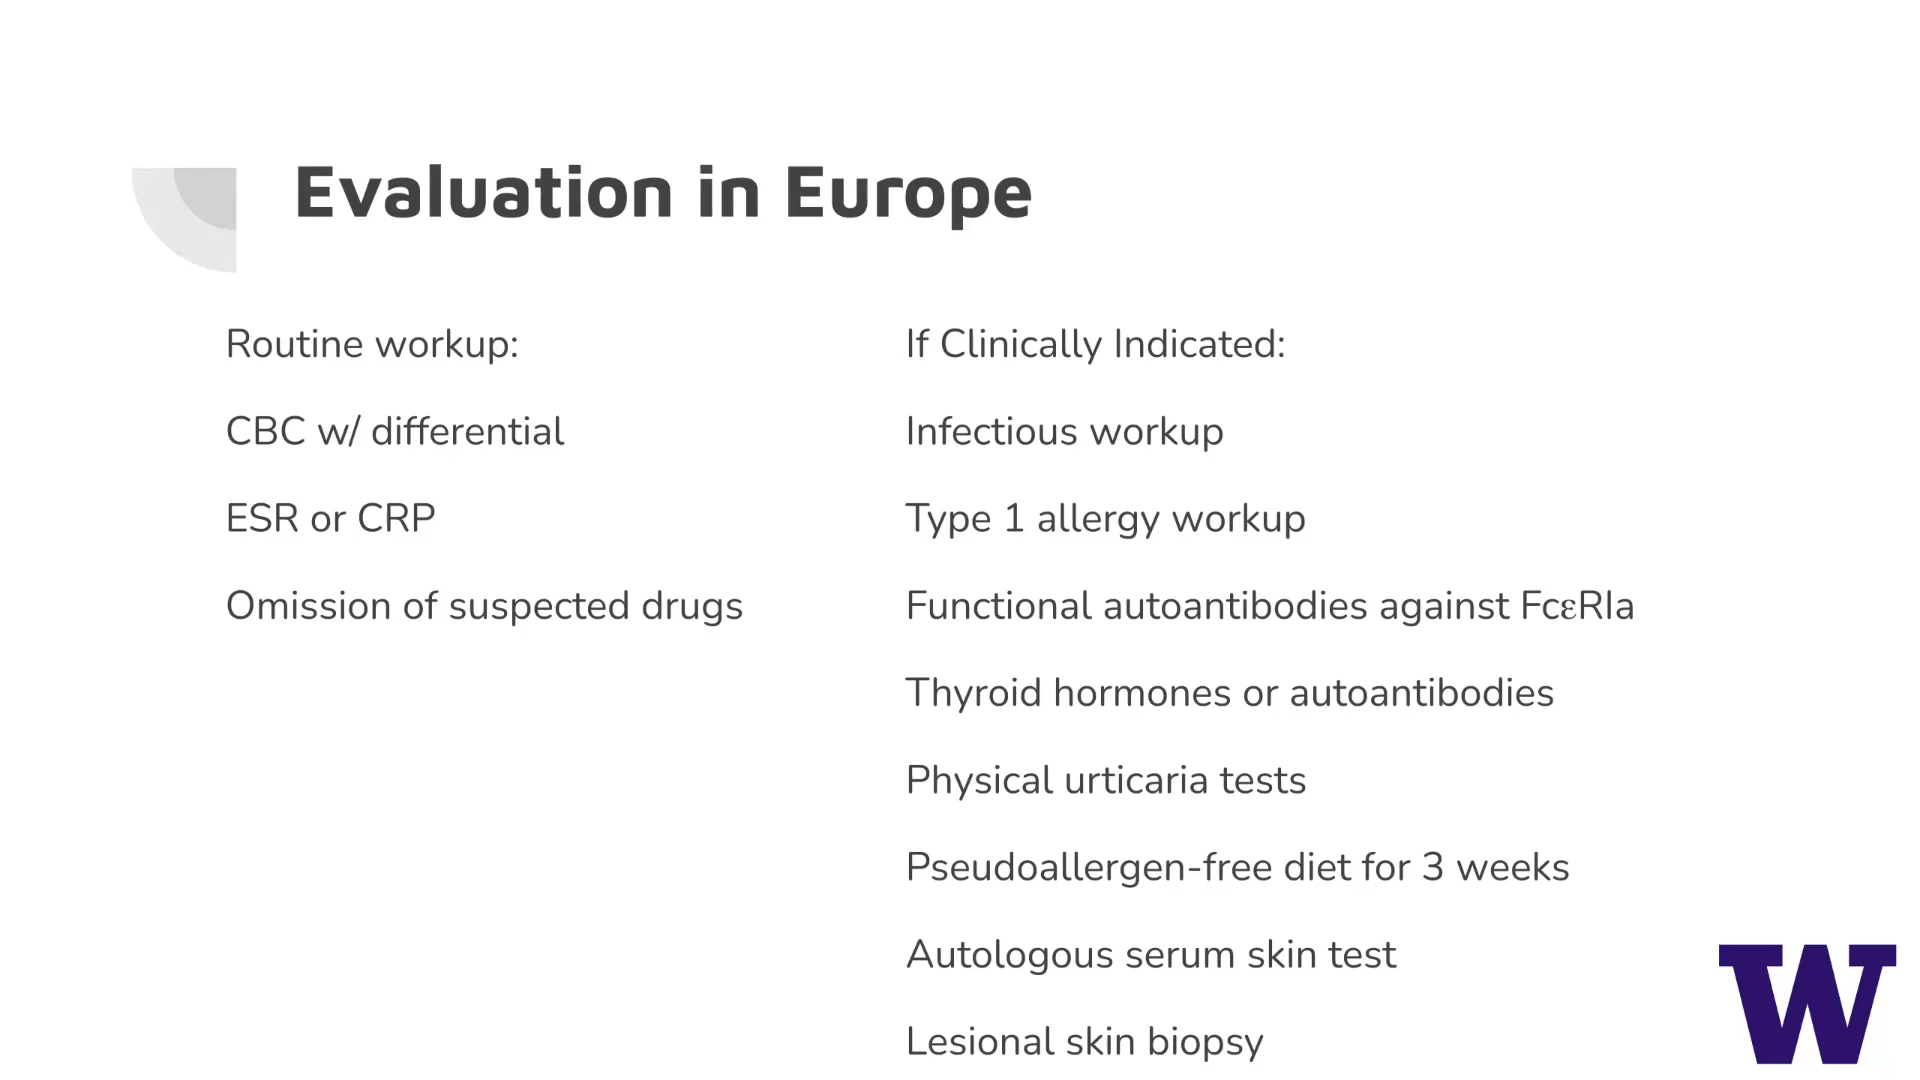 Evaluation in Europe
Routine workup:
CBC w/ differential
ESR or CRP
Omission of suspected drugs
If Clinically Indicated:
Infectious workup
Type 1 allergy workup
Functional autoantibodies against FcεRIa
Thyroid hormones or autoantibodies
Physical urticaria tests
Pseudoallergen-free diet for 3 weeks
Autologous serum skin test
Lesional skin biopsy
W